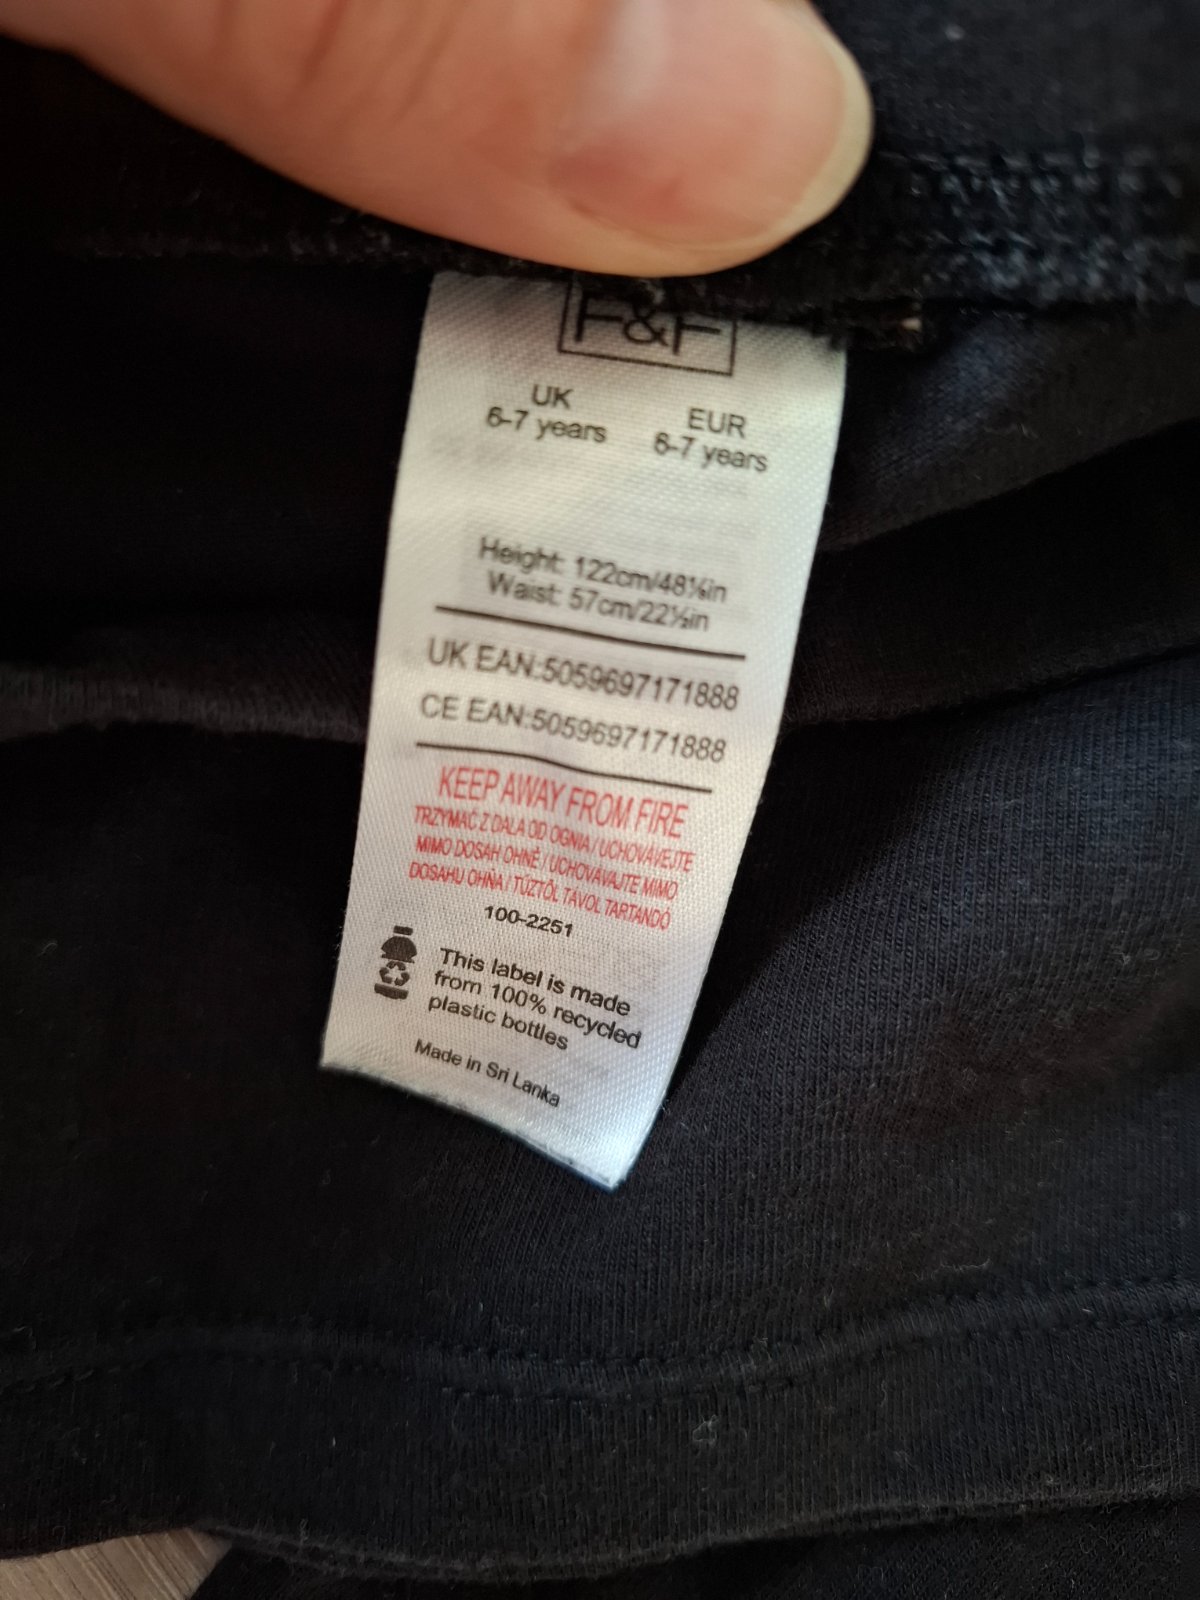 F&F
UK
6-7 years
EUR
6-7 years
Height: 122cm/48⅛in
Waist: 57cm/22½in
UK EAN:5059697171888
CE EAN:5059697171888
KEEP AWAY FROM FIRE
TRZYMAĆ Z DALA OD OGNIA / UCHOVÁVEJTE
MIMO DOSAH OHNĚ / UCHOVÁVAJTE MIMO
DOSAHU OHŇA / TŰZTŐL TÁVOL TARTANDÓ
100-2251
This label is made
from 100% recycled
plastic bottles
Made in Sri Lanka